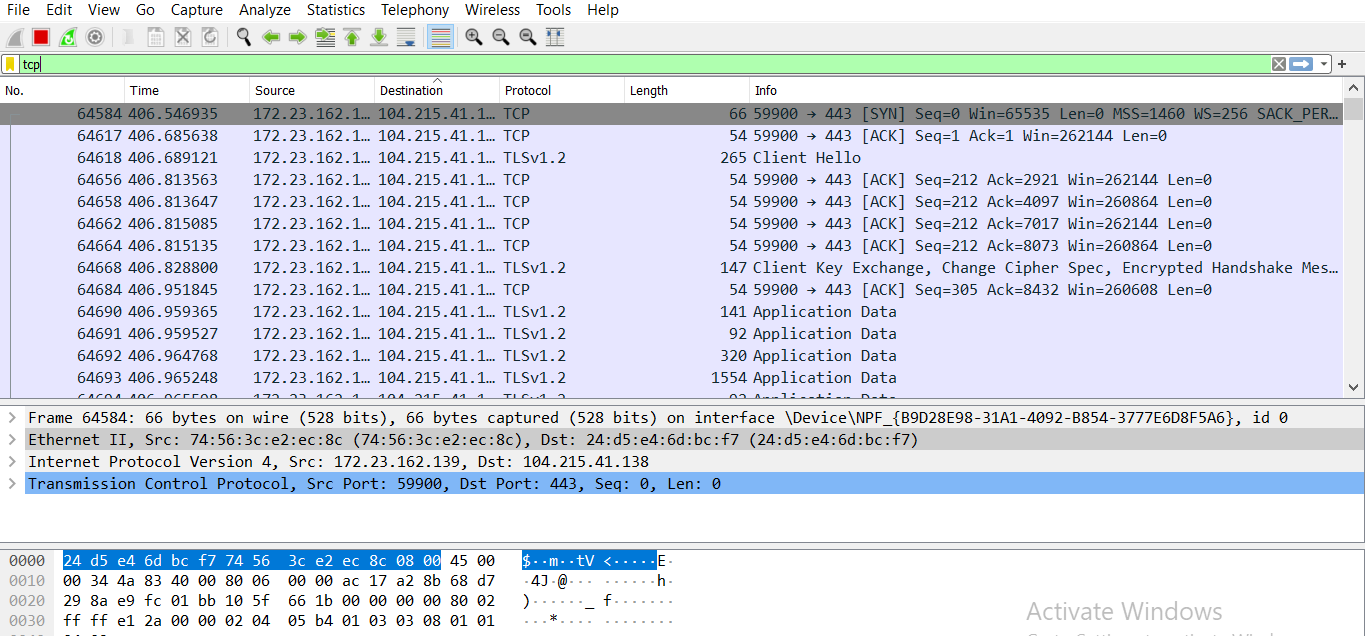 File Edit View Go Capture Analyze Statistics Telephony Wireless Tools Help
tcp
No. Time Source Destination Protocol Length Info
64584 406.546935 172.23.162.1… 104.215.41.1… TCP 66 59900 → 443 [SYN] Seq=0 Win=65535 Len=0 MSS=1460 WS=256 SACK_PER…
64617 406.685638 172.23.162.1… 104.215.41.1… TCP 54 59900 → 443 [ACK] Seq=1 Ack=1 Win=262144 Len=0
64618 406.689121 172.23.162.1… 104.215.41.1… TLSv1.2 265 Client Hello
64656 406.813563 172.23.162.1… 104.215.41.1… TCP 54 59900 → 443 [ACK] Seq=212 Ack=2921 Win=262144 Len=0
64658 406.813647 172.23.162.1… 104.215.41.1… TCP 54 59900 → 443 [ACK] Seq=212 Ack=4097 Win=260864 Len=0
64662 406.815085 172.23.162.1… 104.215.41.1… TCP 54 59900 → 443 [ACK] Seq=212 Ack=7017 Win=262144 Len=0
64664 406.815135 172.23.162.1… 104.215.41.1… TCP 54 59900 → 443 [ACK] Seq=212 Ack=8073 Win=260864 Len=0
64668 406.828800 172.23.162.1… 104.215.41.1… TLSv1.2 147 Client Key Exchange, Change Cipher Spec, Encrypted Handshake Mes…
64684 406.951845 172.23.162.1… 104.215.41.1… TCP 54 59900 → 443 [ACK] Seq=305 Ack=8432 Win=260608 Len=0
64690 406.959365 172.23.162.1… 104.215.41.1… TLSv1.2 141 Application Data
64691 406.959527 172.23.162.1… 104.215.41.1… TLSv1.2 92 Application Data
64692 406.964768 172.23.162.1… 104.215.41.1… TLSv1.2 320 Application Data
64693 406.965248 172.23.162.1… 104.215.41.1… TLSv1.2 1554 Application Data
Frame 64584: 66 bytes on wire (528 bits), 66 bytes captured (528 bits) on interface \Device\NPF_{B9D28E98-31A1-4092-B854-3777E6D8F5A6}, id 0
Ethernet II, Src: 74:56:3c:e2:ec:8c (74:56:3c:e2:ec:8c), Dst: 24:d5:e4:6d:bc:f7 (24:d5:e4:6d:bc:f7)
Internet Protocol Version 4, Src: 172.23.162.139, Dst: 104.215.41.138
Transmission Control Protocol, Src Port: 59900, Dst Port: 443, Seq: 0, Len: 0
0000 24 d5 e4 6d bc f7 74 56 3c e2 ec 8c 08 00 45 00 $··m··tV <·····E·
0010 00 34 4a 83 40 00 80 06 00 00 ac 17 a2 8b 68 d7 ·4J·@··· ······h·
0020 29 8a e9 fc 01 bb 10 5f 66 1b 00 00 00 00 80 02 )······_ f·······
0030 ff ff e1 2a 00 00 02 04 05 b4 01 03 03 08 01 01 ···*···· ········
Activate Windows